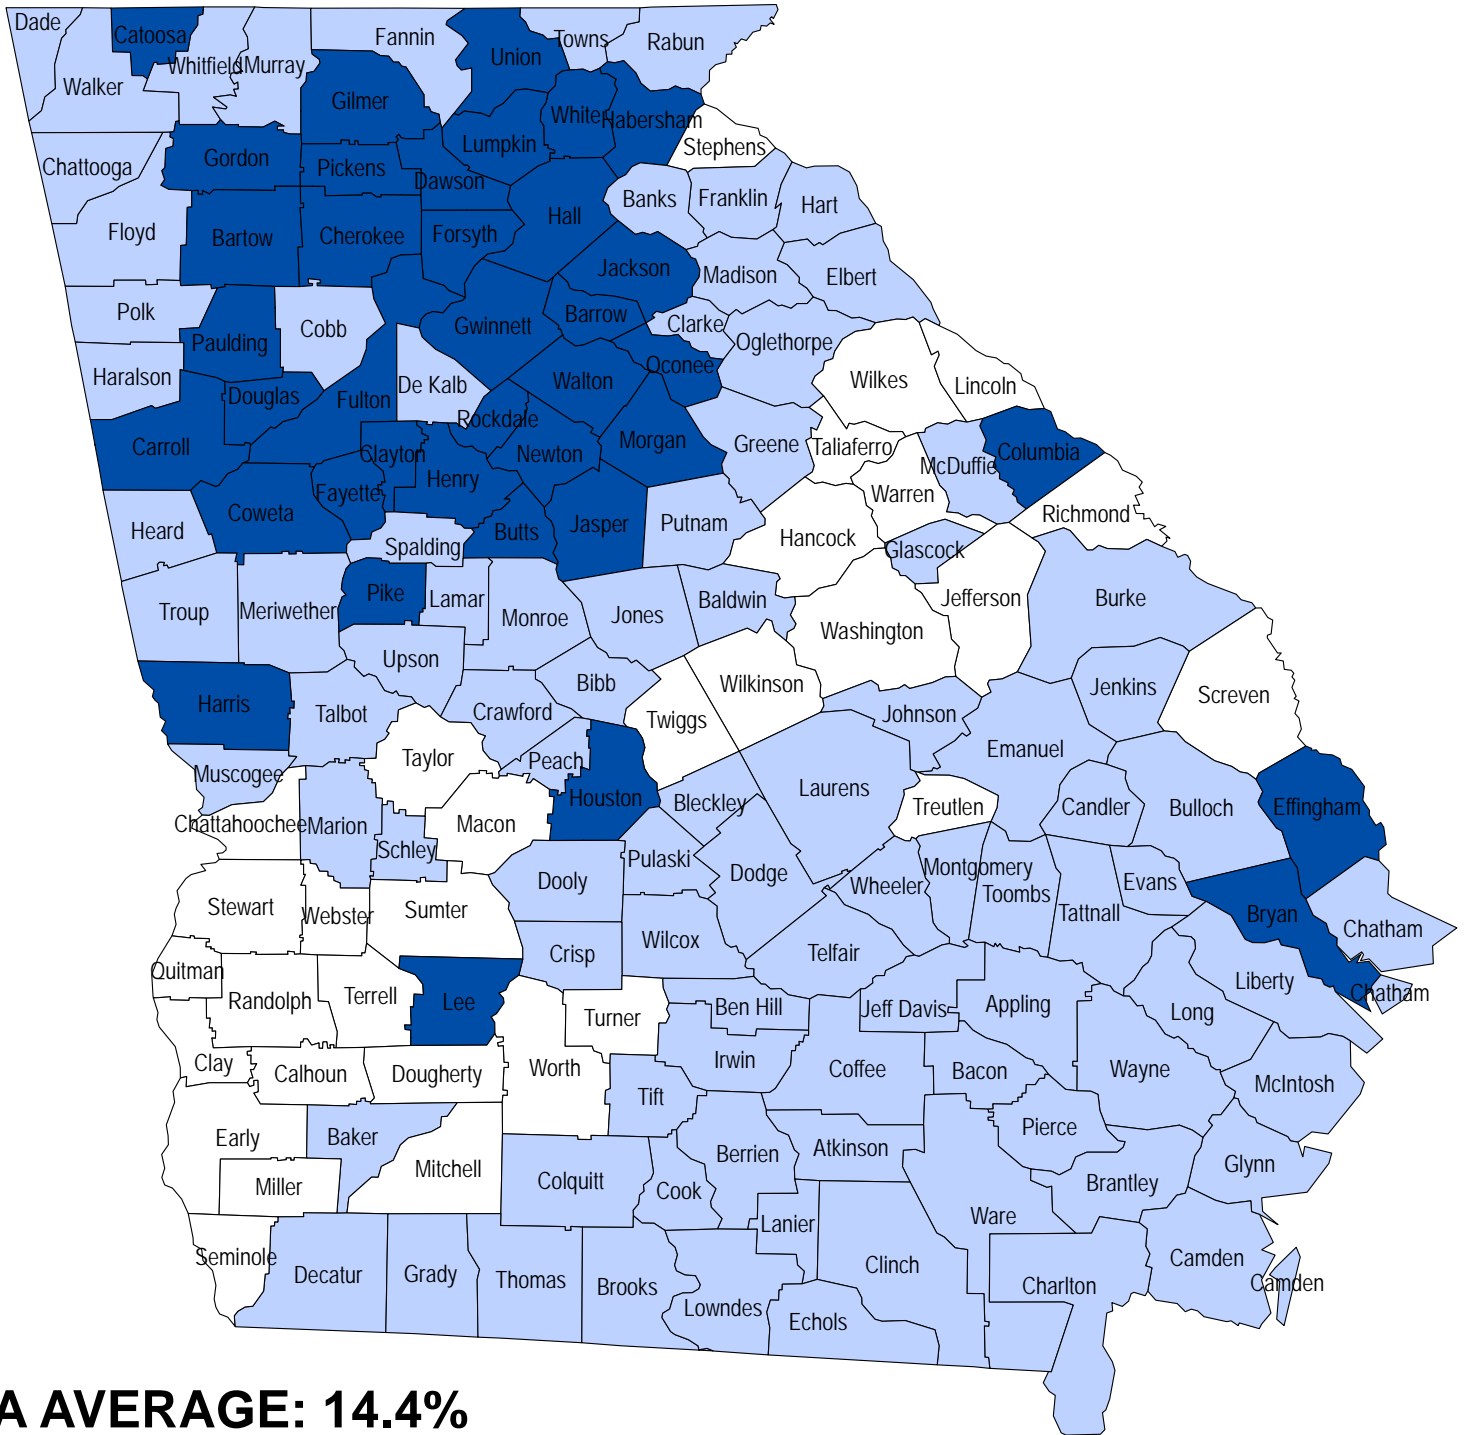 Dade
Catoosa
Fannin
Union
Towns
Rabun
Walker
Whitfield
Murray
Gilmer
White
Habersham
Lumpkin
Stephens
Chattooga
Gordon
Pickens
Dawson
Banks
Franklin
Hart
Floyd
Bartow
Cherokee
Forsyth
Hall
Jackson
Madison
Elbert
Polk
Paulding
Cobb
Gwinnett
Barrow
Clarke
Oglethorpe
Haralson
Douglas
De Kalb
Walton
Oconee
Wilkes
Lincoln
Fulton
Rockdale
Carroll
Clayton
Newton
Morgan
Greene
Taliaferro
McDuffie
Columbia
Coweta
Fayette
Henry
Warren
Heard
Spalding
Butts
Jasper
Putnam
Hancock
Glascock
Richmond
Troup
Meriwether
Pike
Lamar
Monroe
Jones
Baldwin
Washington
Jefferson
Burke
Upson
Bibb
Wilkinson
Jenkins
Screven
Harris
Talbot
Crawford
Twiggs
Johnson
Emanuel
Muscogee
Taylor
Peach
Houston
Bleckley
Laurens
Treutlen
Candler
Bulloch
Effingham
Chattahoochee
Marion
Schley
Macon
Dooly
Pulaski
Dodge
Wheeler
Montgomery
Toombs
Tattnall
Evans
Stewart
Webster
Sumter
Bryan
Chatham
Crisp
Wilcox
Telfair
Quitman
Randolph
Terrell
Lee
Turner
Ben Hill
Jeff Davis
Appling
Long
Liberty
Chatham
Clay
Calhoun
Dougherty
Worth
Irwin
Coffee
Bacon
Wayne
McIntosh
Tift
Early
Baker
Mitchell
Berrien
Atkinson
Pierce
Miller
Colquitt
Cook
Brantley
Glynn
Lanier
Ware
Seminole
Decatur
Grady
Thomas
Brooks
Clinch
Charlton
Camden
Camden
Lowndes
Echols
A AVERAGE: 14.4%